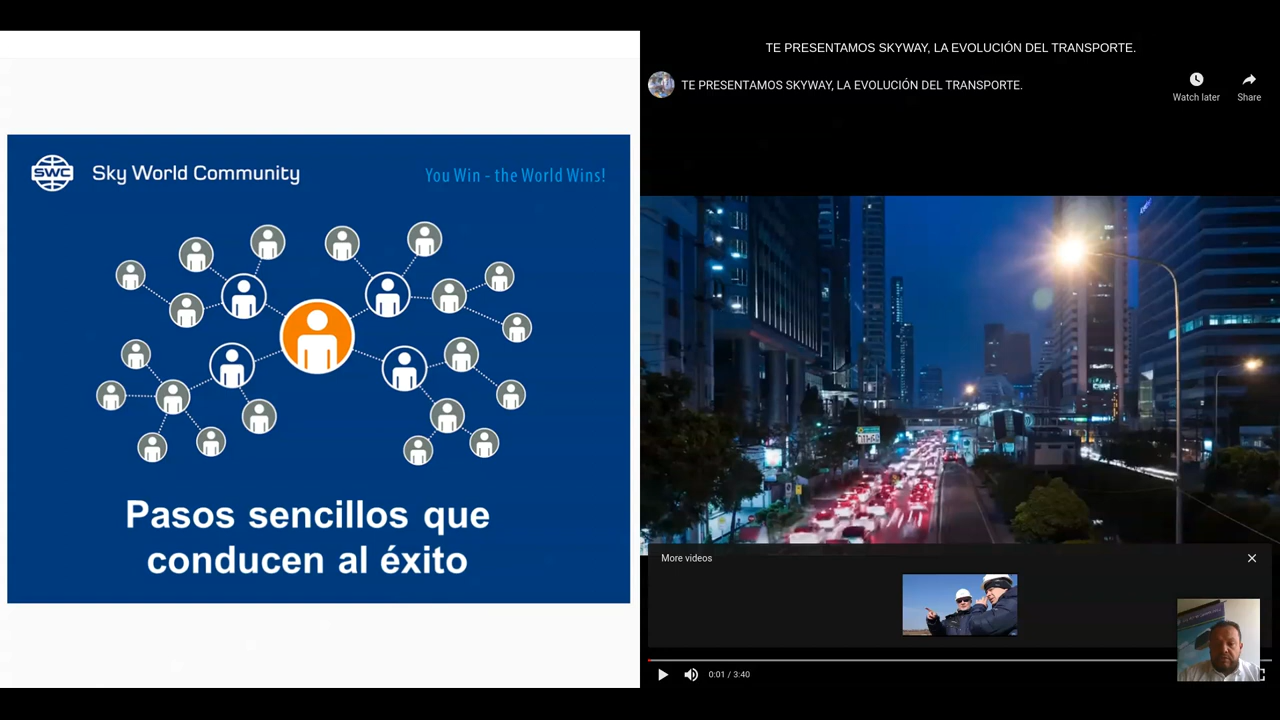 SWC
Sky World Community
You Win - the World Wins!
Pasos sencillos que
conducen al éxito
TE PRESENTAMOS SKYWAY, LA EVOLUCIÓN DEL TRANSPORTE.
TE PRESENTAMOS SKYWAY, LA EVOLUCIÓN DEL TRANSPORTE.
Watch later
Share
More videos
0:01 / 3:40